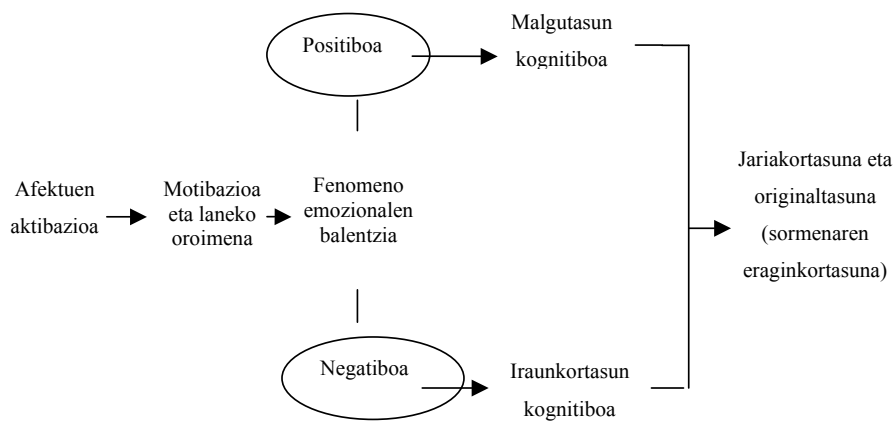 Afektuen
aktibazioa
Motibazioa
eta laneko
oroimena
Fenomeno
emozionalen
balentzia
Positiboa
Malgutasun
kognitiboa
Negatiboa
Iraunkortasun
kognitiboa
Jariakortasuna eta
originaltasuna
(sormenaren
eraginkortasuna)